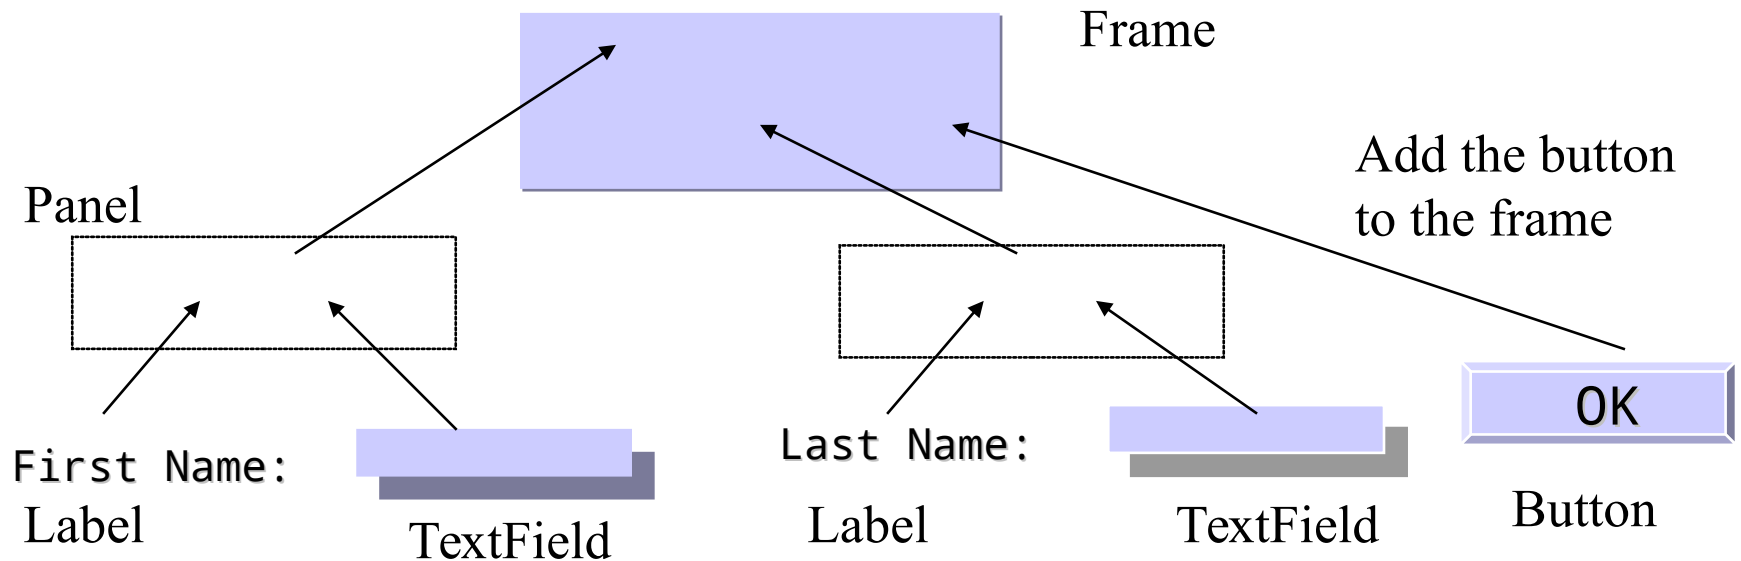 Frame
Add the button
to the frame
Panel
OK
First Name:
Last Name:
Label
TextField
Label
TextField
Button